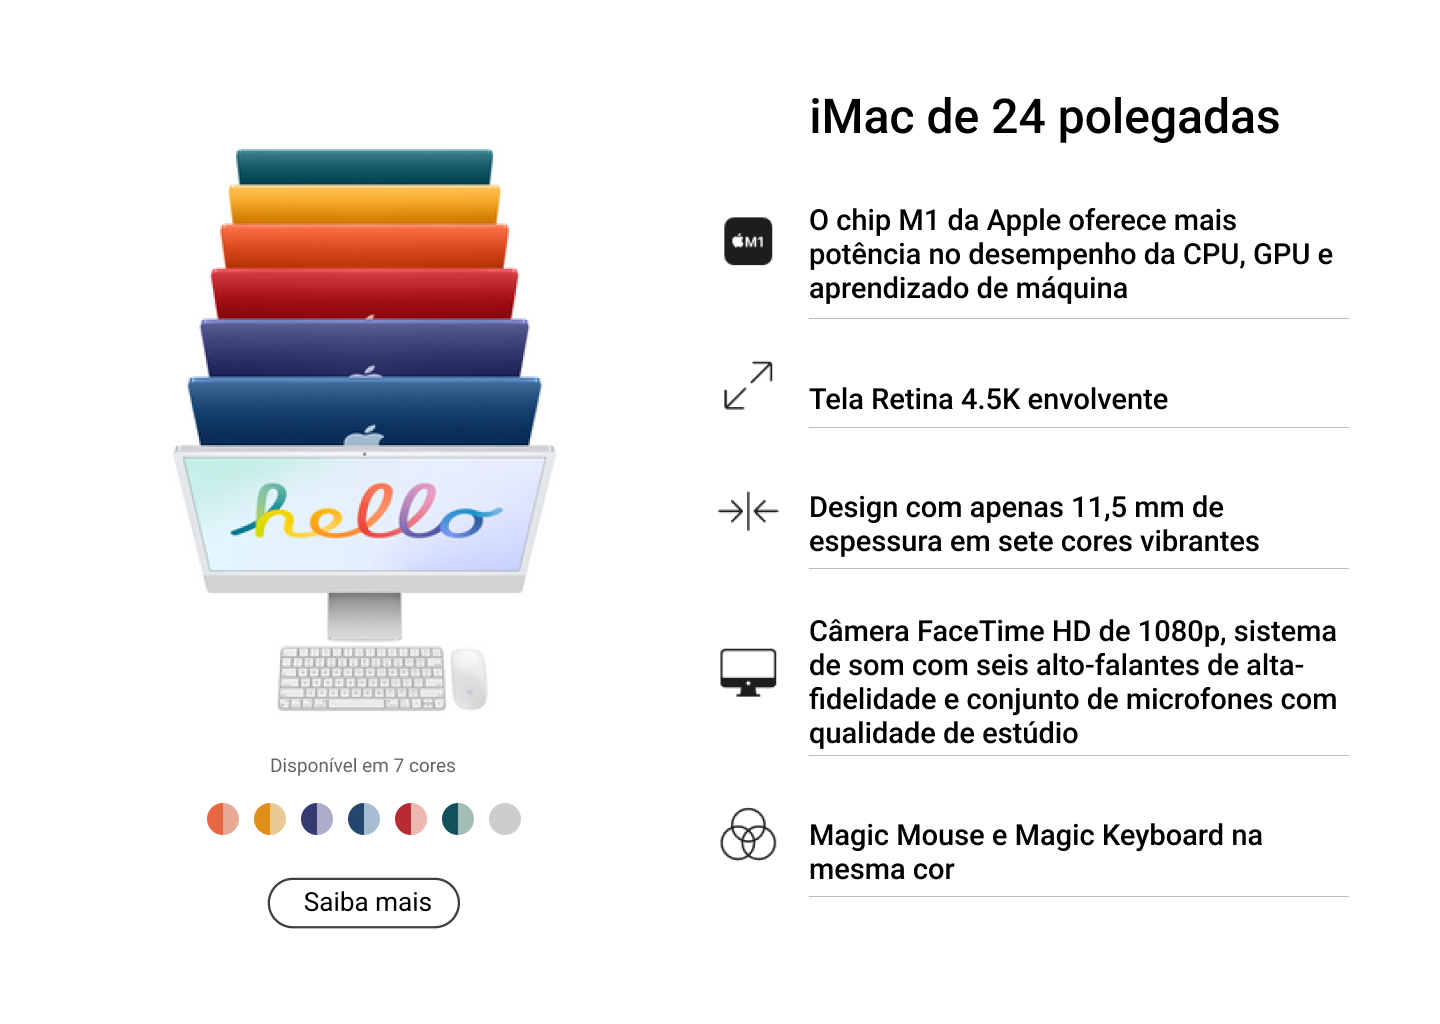 iMac de 24 polegadas
M1
O chip M1 da Apple oferece mais
potência no desempenho da CPU, GPU e
aprendizado de máquina
Tela Retina 4.5K envolvente
Design com apenas 11,5 mm de
espessura em sete cores vibrantes
Câmera FaceTime HD de 1080p, sistema
de som com seis alto-falantes de alta-
fidelidade e conjunto de microfones com
qualidade de estúdio
Magic Mouse e Magic Keyboard na
mesma cor
hello
Disponível em 7 cores
Saiba mais